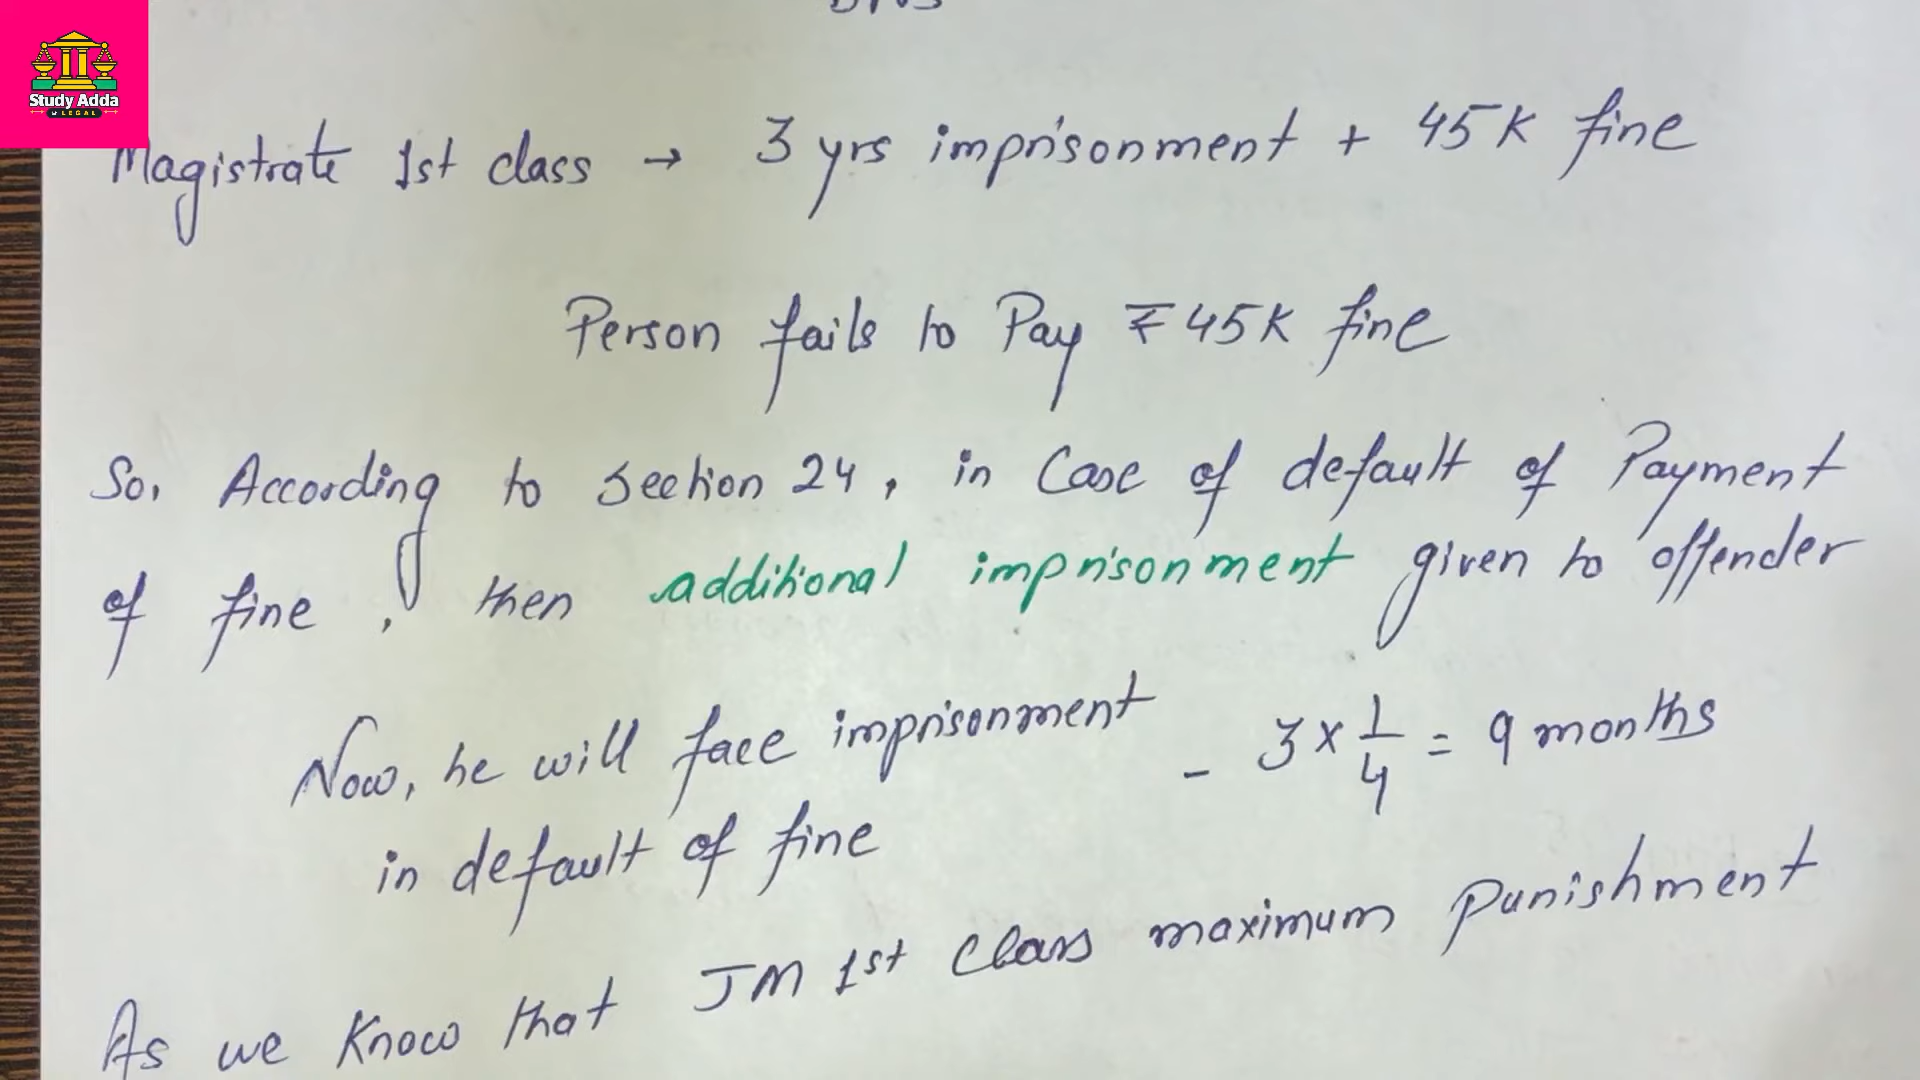 Study Adda
LEGAL
Magistrate 1st class → 3 yrs imprisonment + 45K fine
Person fails to Pay ₹45K fine
So, According to Section 24, in Case of default of Payment
of fine, then additional imprisonment given to offender
Now, he will face imprisonment - 3 × 1/4 = 9 months
in default of fine
As we know that JM 1st Class maximum Punishment